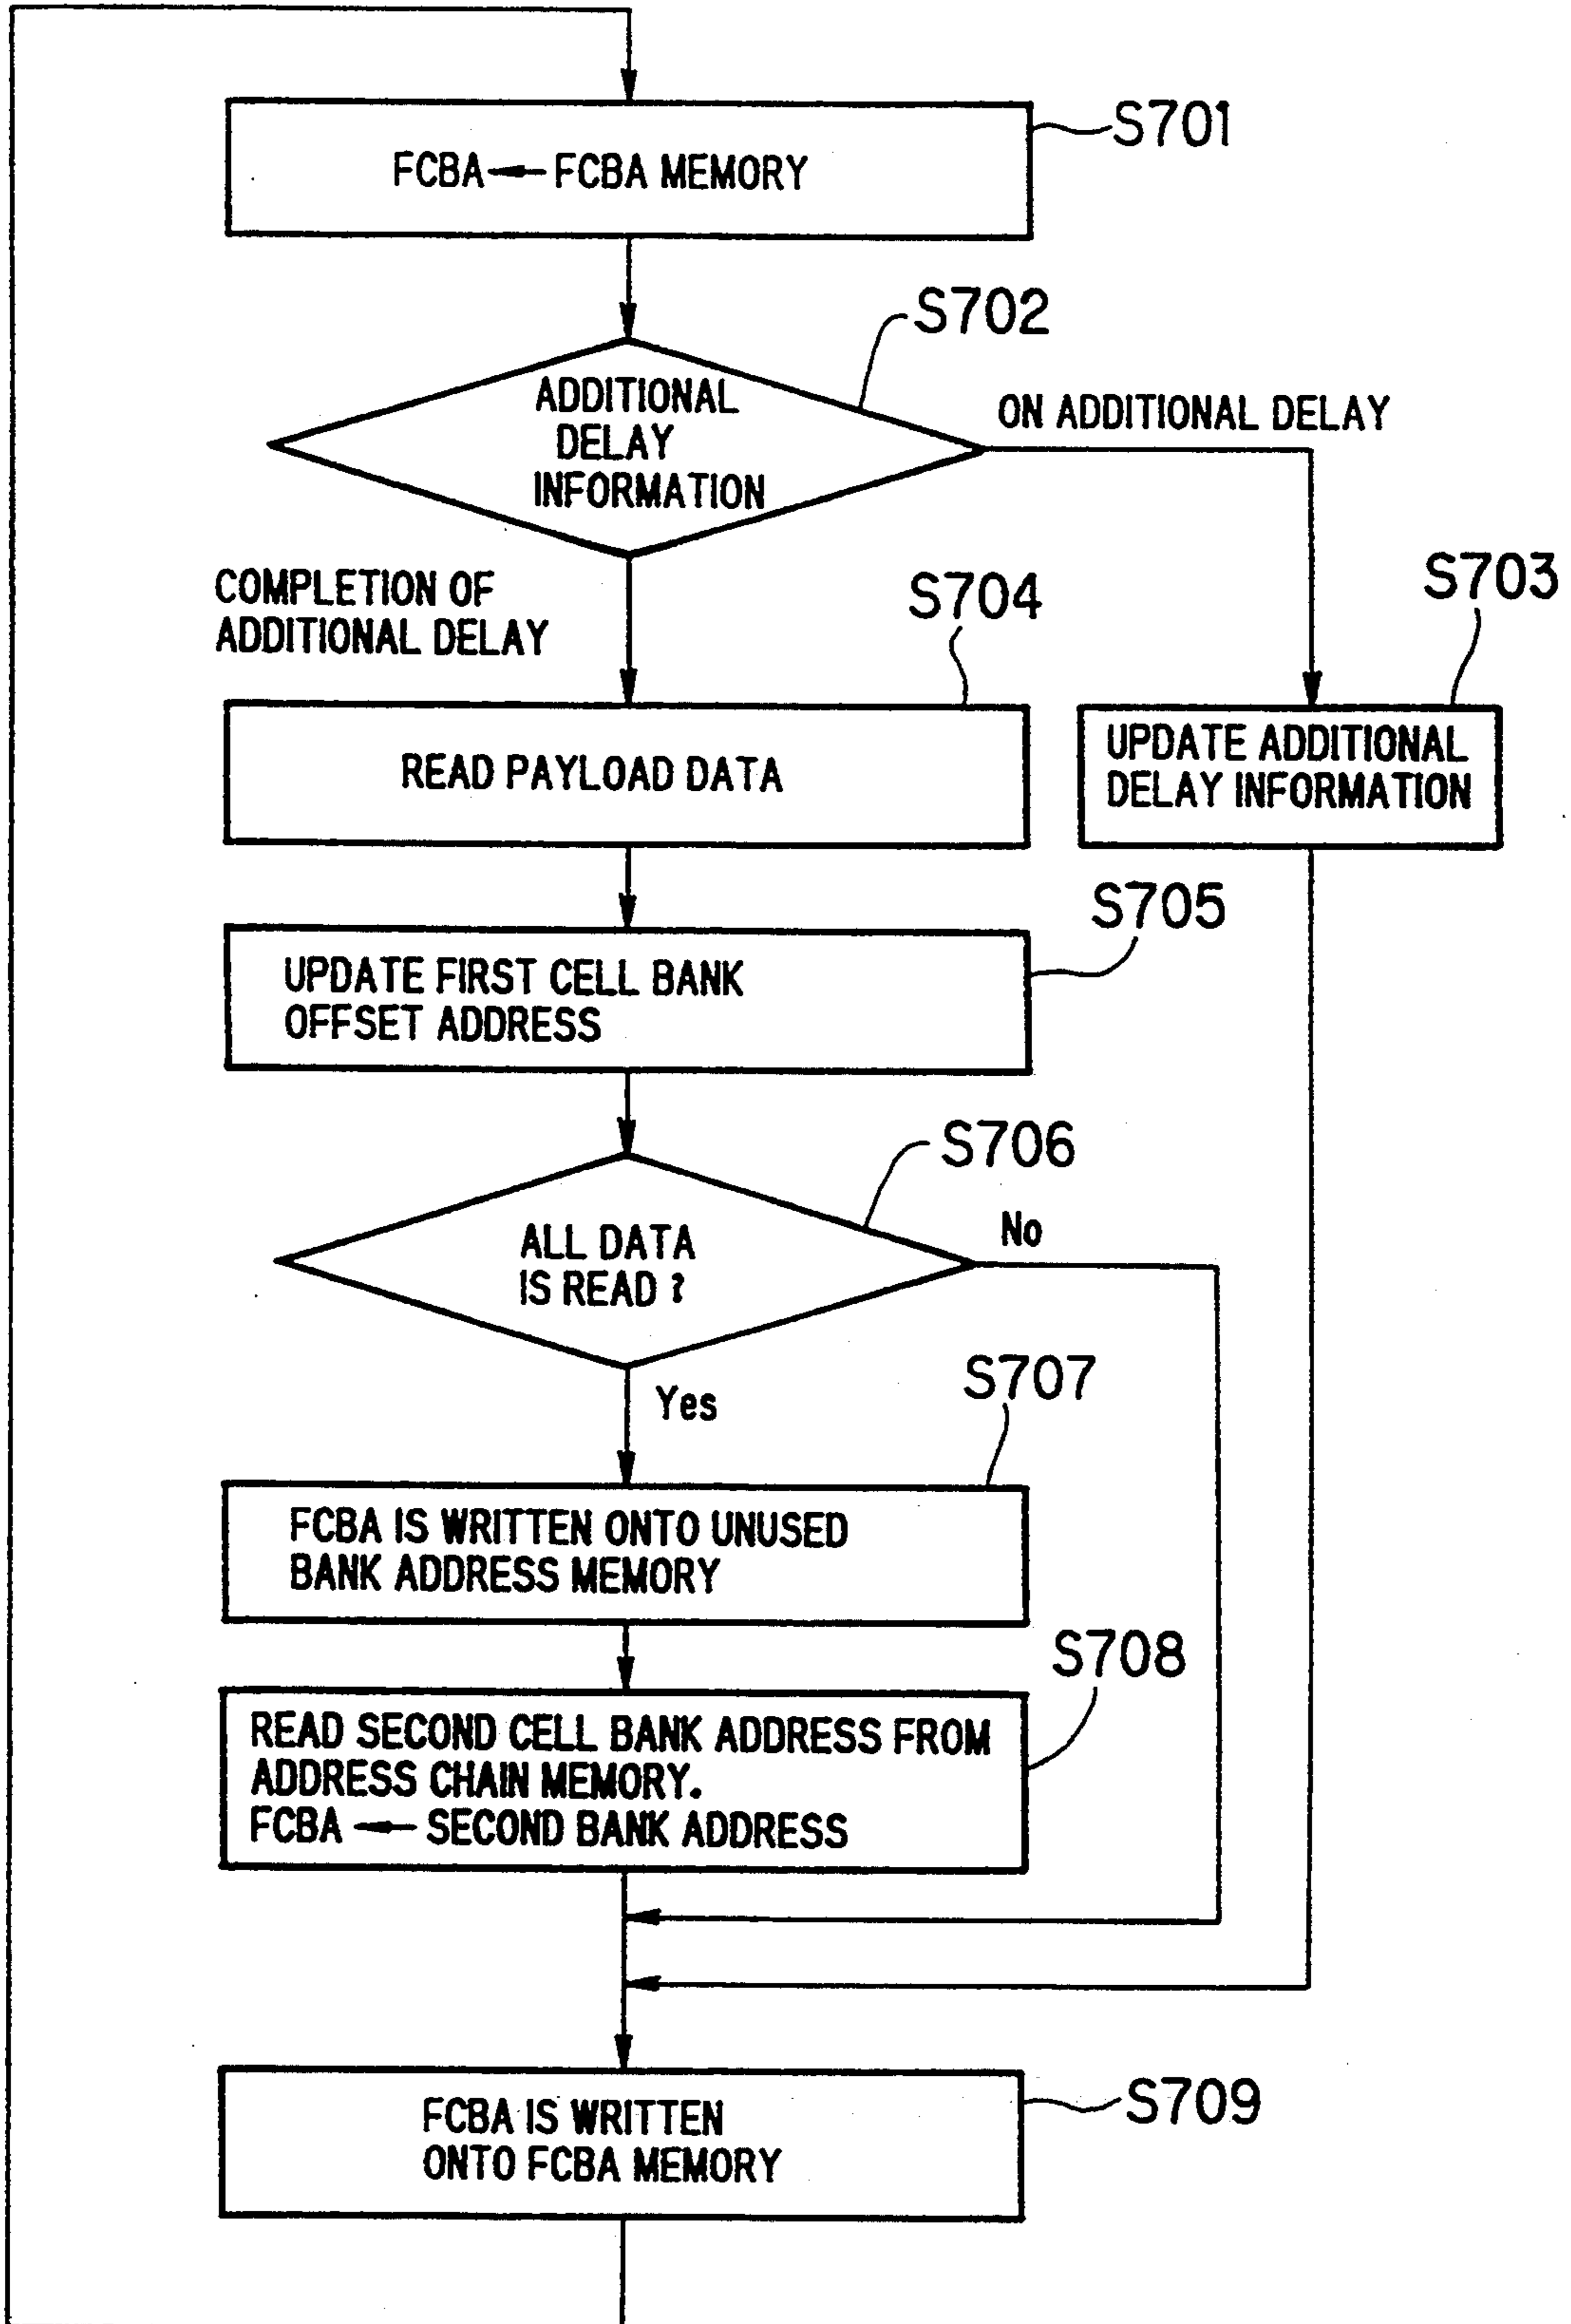 S701
FCBA ← FCBA MEMORY
S702
ADDITIONAL
DELAY
INFORMATION
ON ADDITIONAL DELAY
COMPLETION OF
ADDITIONAL DELAY
S704
S703
READ PAYLOAD DATA
UPDATE ADDITIONAL
DELAY INFORMATION
S705
UPDATE FIRST CELL BANK
OFFSET ADDRESS
S706
ALL DATA
IS READ ?
No
Yes
S707
FCBA IS WRITTEN ONTO UNUSED
BANK ADDRESS MEMORY
S708
READ SECOND CELL BANK ADDRESS FROM
ADDRESS CHAIN MEMORY.
FCBA ← SECOND BANK ADDRESS
S709
FCBA IS WRITTEN
ONTO FCBA MEMORY